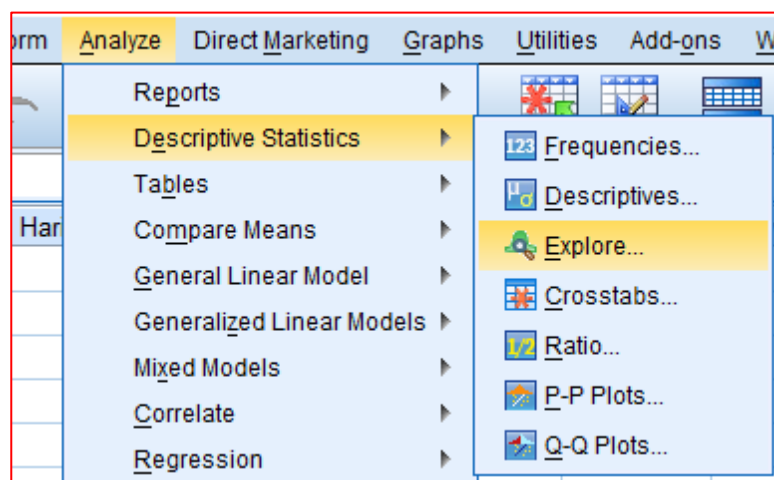 orm Analyze Direct Marketing Graphs Utilities Add-ons W
Reports
Descriptive Statistics
Tables
Har
Compare Means
General Linear Model
Generalized Linear Models
Mixed Models
Correlate
Regression
123 Frequencies...
μσ Descriptives...
Explore...
Crosstabs...
1/2 Ratio...
P-P Plots...
Q-Q Plots...